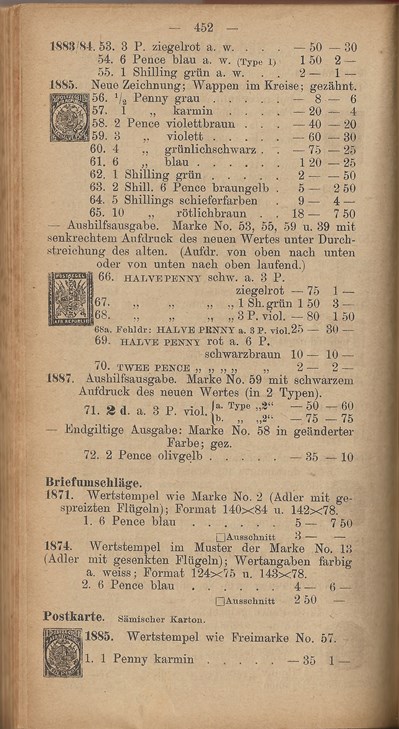 — 452 —
1883/84. 53. 3 P. ziegelrot a. w. . . . — 50 — 30
54. 6 Pence blau a. w. (Type 1) 1 50 2 —
55. 1 Shilling grün a. w. . . 2 — 1 —
1885. Neue Zeichnung; Wappen im Kreise; gezähnt.
56. 1/2 Penny grau . . . . . — 8 — 6
57. 1 „ karmin . . . . — 20 — 4
58. 2 Pence violettbraun . . . — 40 — 20
59. 3 „ violett . . . . . — 60 — 30
60. 4 „ grünlichschwarz . . — 75 — 25
61. 6 „ blau . . . . . . 1 20 — 25
62. 1 Shilling grün . . . . . 2 — — 50
63. 2 Shill. 6 Pence braungelb . 5 — 2 50
64. 5 Shillings schieferfarben . 9 — 4 —
65. 10 „ rötlichbraun . . 18 — 7 50
— Aushilfsausgabe. Marke No. 53, 55, 59 u. 39 mit
senkrechtem Aufdruck des neuen Wertes unter Durch-
streichung des alten. (Aufdr. von oben nach unten
oder von unten nach oben laufend.)
66. HALVE PENNY schw. a. 3 P.
ziegelrot — 75 1 —
67. „ „ „ „ 1 Sh. grün 1 50 3 —
68. „ „ „ „ 3 P. viol. — 80 1 50
68a. Fehldr: HALVE PRNNY a. 3 P. viol. 25 — 30 —
69. HALVE PENNY rot a. 6 P.
schwarzbraun 10 — 10 —
70. TWEE PENCE „ „ „ „ „ 2 — 2 —
1887. Aushilfsausgabe. Marke No. 59 mit schwarzem
Aufdruck des neuen Wertes (in 2 Typen).
71. 2 d. a. 3 P. viol. {a. Type „2“ — 50 — 60
{b. „ „2“ — 75 — 75
— Endgiltige Ausgabe: Marke No. 58 in geänderter
Farbe; gez.
72. 2 Pence olivgelb . . . . . — 35 — 10
Briefumschläge.
1871. Wertstempel wie Marke No. 2 (Adler mit ge-
spreizten Flügeln); Format 140×84 u. 142×78.
1. 6 Pence blau . . . . . . 5 — 7 50
□Ausschnitt 3 — —
1874. Wertstempel im Muster der Marke No. 13
(Adler mit gesenkten Flügeln); Wertangaben farbig
a. weiss; Format 124×75 u. 143×78.
2. 6 Pence blau . . . . . . 4 — 6 —
□Ausschnitt 2 50 —
Postkarte. Sämischer Karton.
1885. Wertstempel wie Freimarke No. 57.
1. 1 Penny karmin . . . . . — 35 1 —